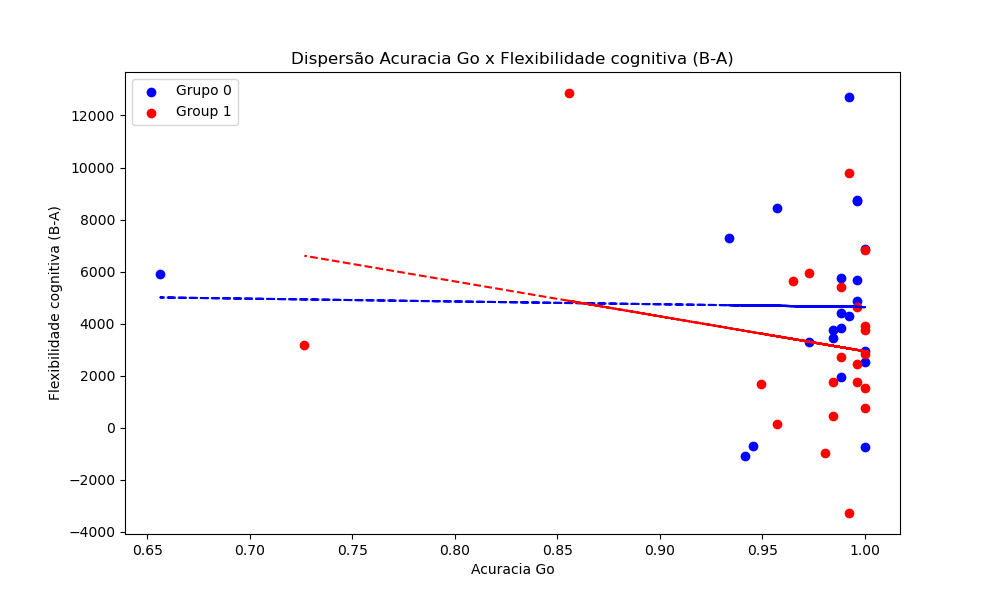 Dispersão Acuracia Go x Flexibilidade cognitiva (B-A)
Grupo 0
Group 1
12000
10000
8000
6000
4000
2000
0
−2000
−4000
Flexibilidade cognitiva (B-A)
0.65 0.70 0.75 0.80 0.85 0.90 0.95 1.00
Acuracia Go